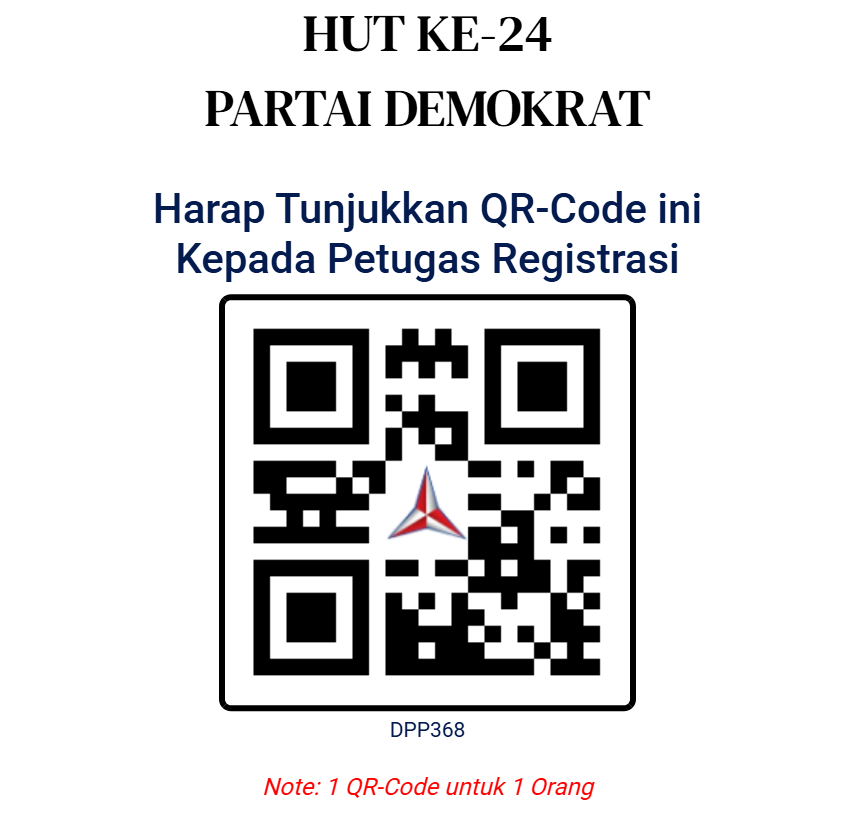 HUT KE-24
PARTAI DEMOKRAT
Harap Tunjukkan QR-Code ini
Kepada Petugas Registrasi
DPP368
Note: 1 QR-Code untuk 1 Orang